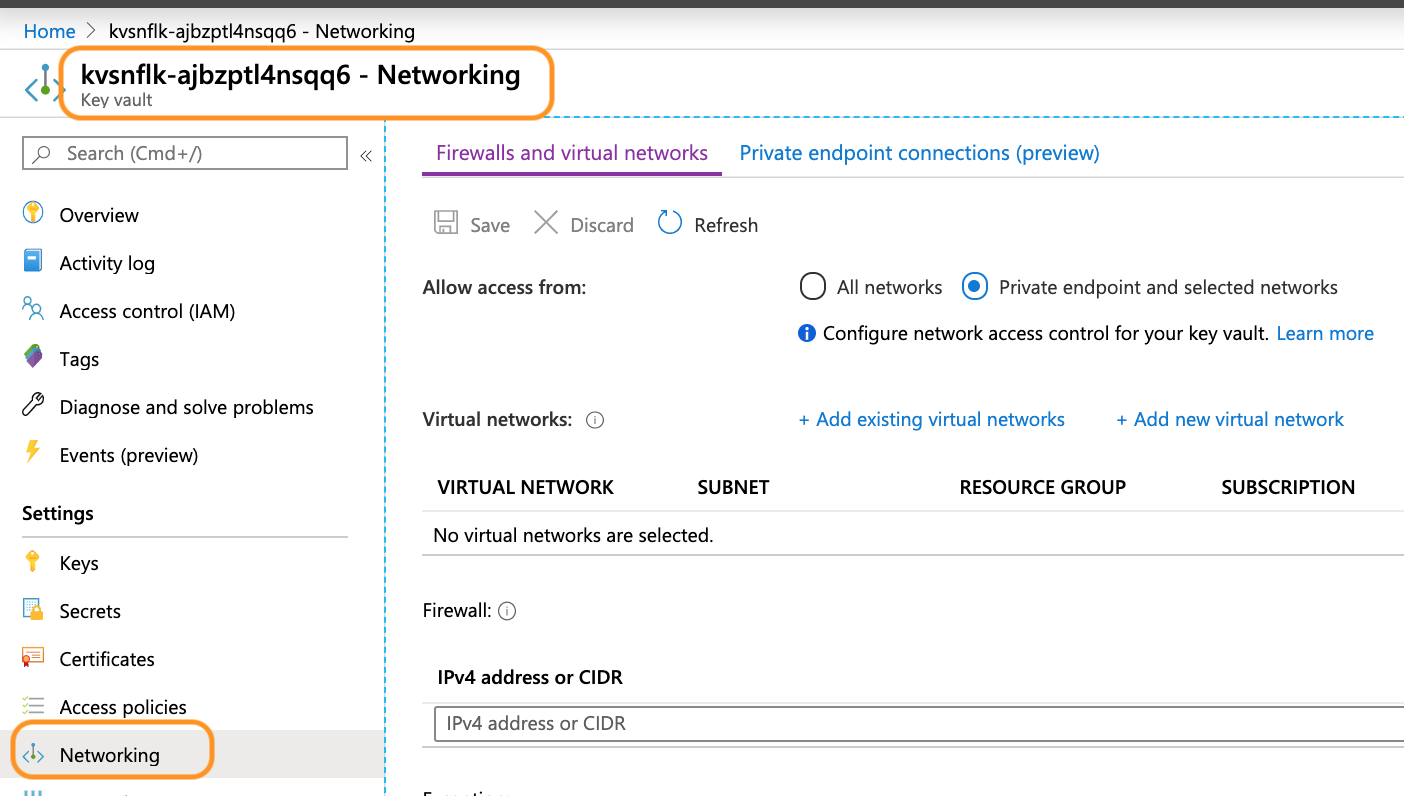 Home > kvsnflk-ajbzptl4nsqq6 - Networking
kvsnflk-ajbzptl4nsqq6 - Networking
Key vault
Search (Cmd+/)
«
Overview
Activity log
Access control (IAM)
Tags
Diagnose and solve problems
Events (preview)
Settings
Keys
Secrets
Certificates
Access policies
Networking
Firewalls and virtual networks Private endpoint connections (preview)
Save Discard Refresh
Allow access from: All networks Private endpoint and selected networks
Configure network access control for your key vault. Learn more
Virtual networks: + Add existing virtual networks + Add new virtual network
VIRTUAL NETWORK SUBNET RESOURCE GROUP SUBSCRIPTION
No virtual networks are selected.
Firewall:
IPv4 address or CIDR
IPv4 address or CIDR